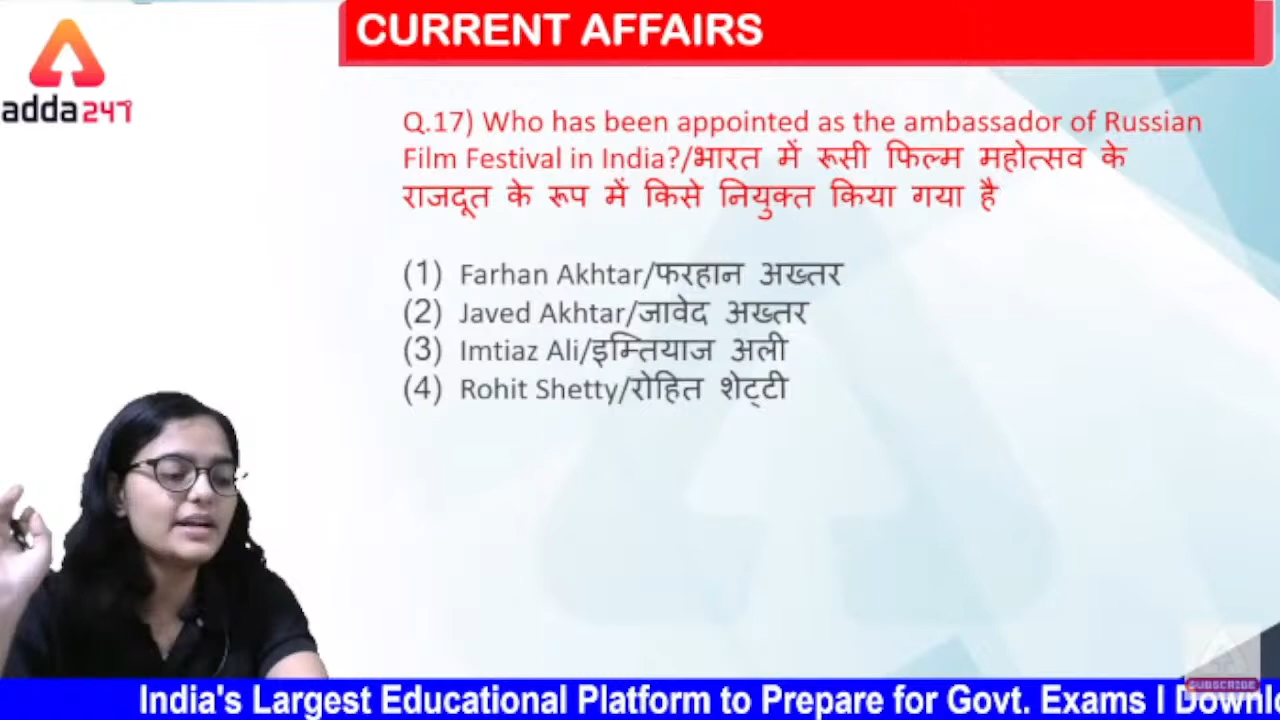 CURRENT AFFAIRS
adda247
Q.17) Who has been appointed as the ambassador of Russian
Film Festival in India?/भारत में रूसी फिल्म महोत्सव के
राजदूत के रूप में किसे नियुक्त किया गया है
(1) Farhan Akhtar/फरहान अख्तर
(2) Javed Akhtar/जावेद अख्तर
(3) Imtiaz Ali/इम्तियाज अली
(4) Rohit Shetty/रोहित शेट्टी
SUBSCRIBE
India's Largest Educational Platform to Prepare for Govt. Exams I Downlo